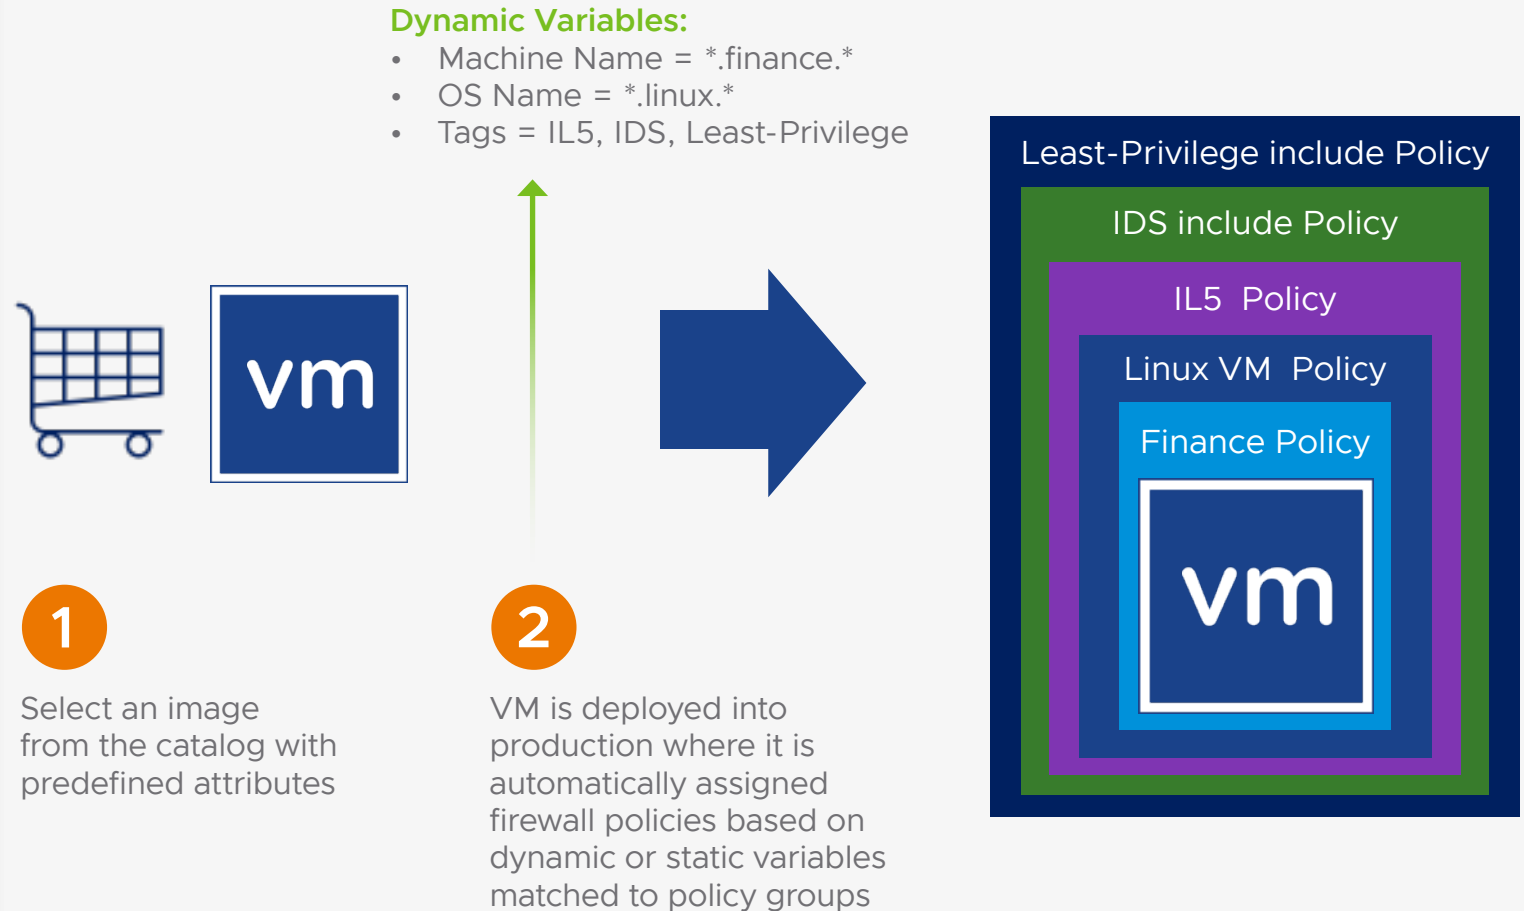 Dynamic Variables:
• Machine Name = *.finance.*
• OS Name = *.linux.*
• Tags = IL5, IDS, Least-Privilege
vm
1
Select an image
from the catalog with
predefined attributes
2
VM is deployed into
production where it is
automatically assigned
firewall policies based on
dynamic or static variables
matched to policy groups
Least-Privilege include Policy
IDS include Policy
IL5 Policy
Linux VM Policy
Finance Policy
vm